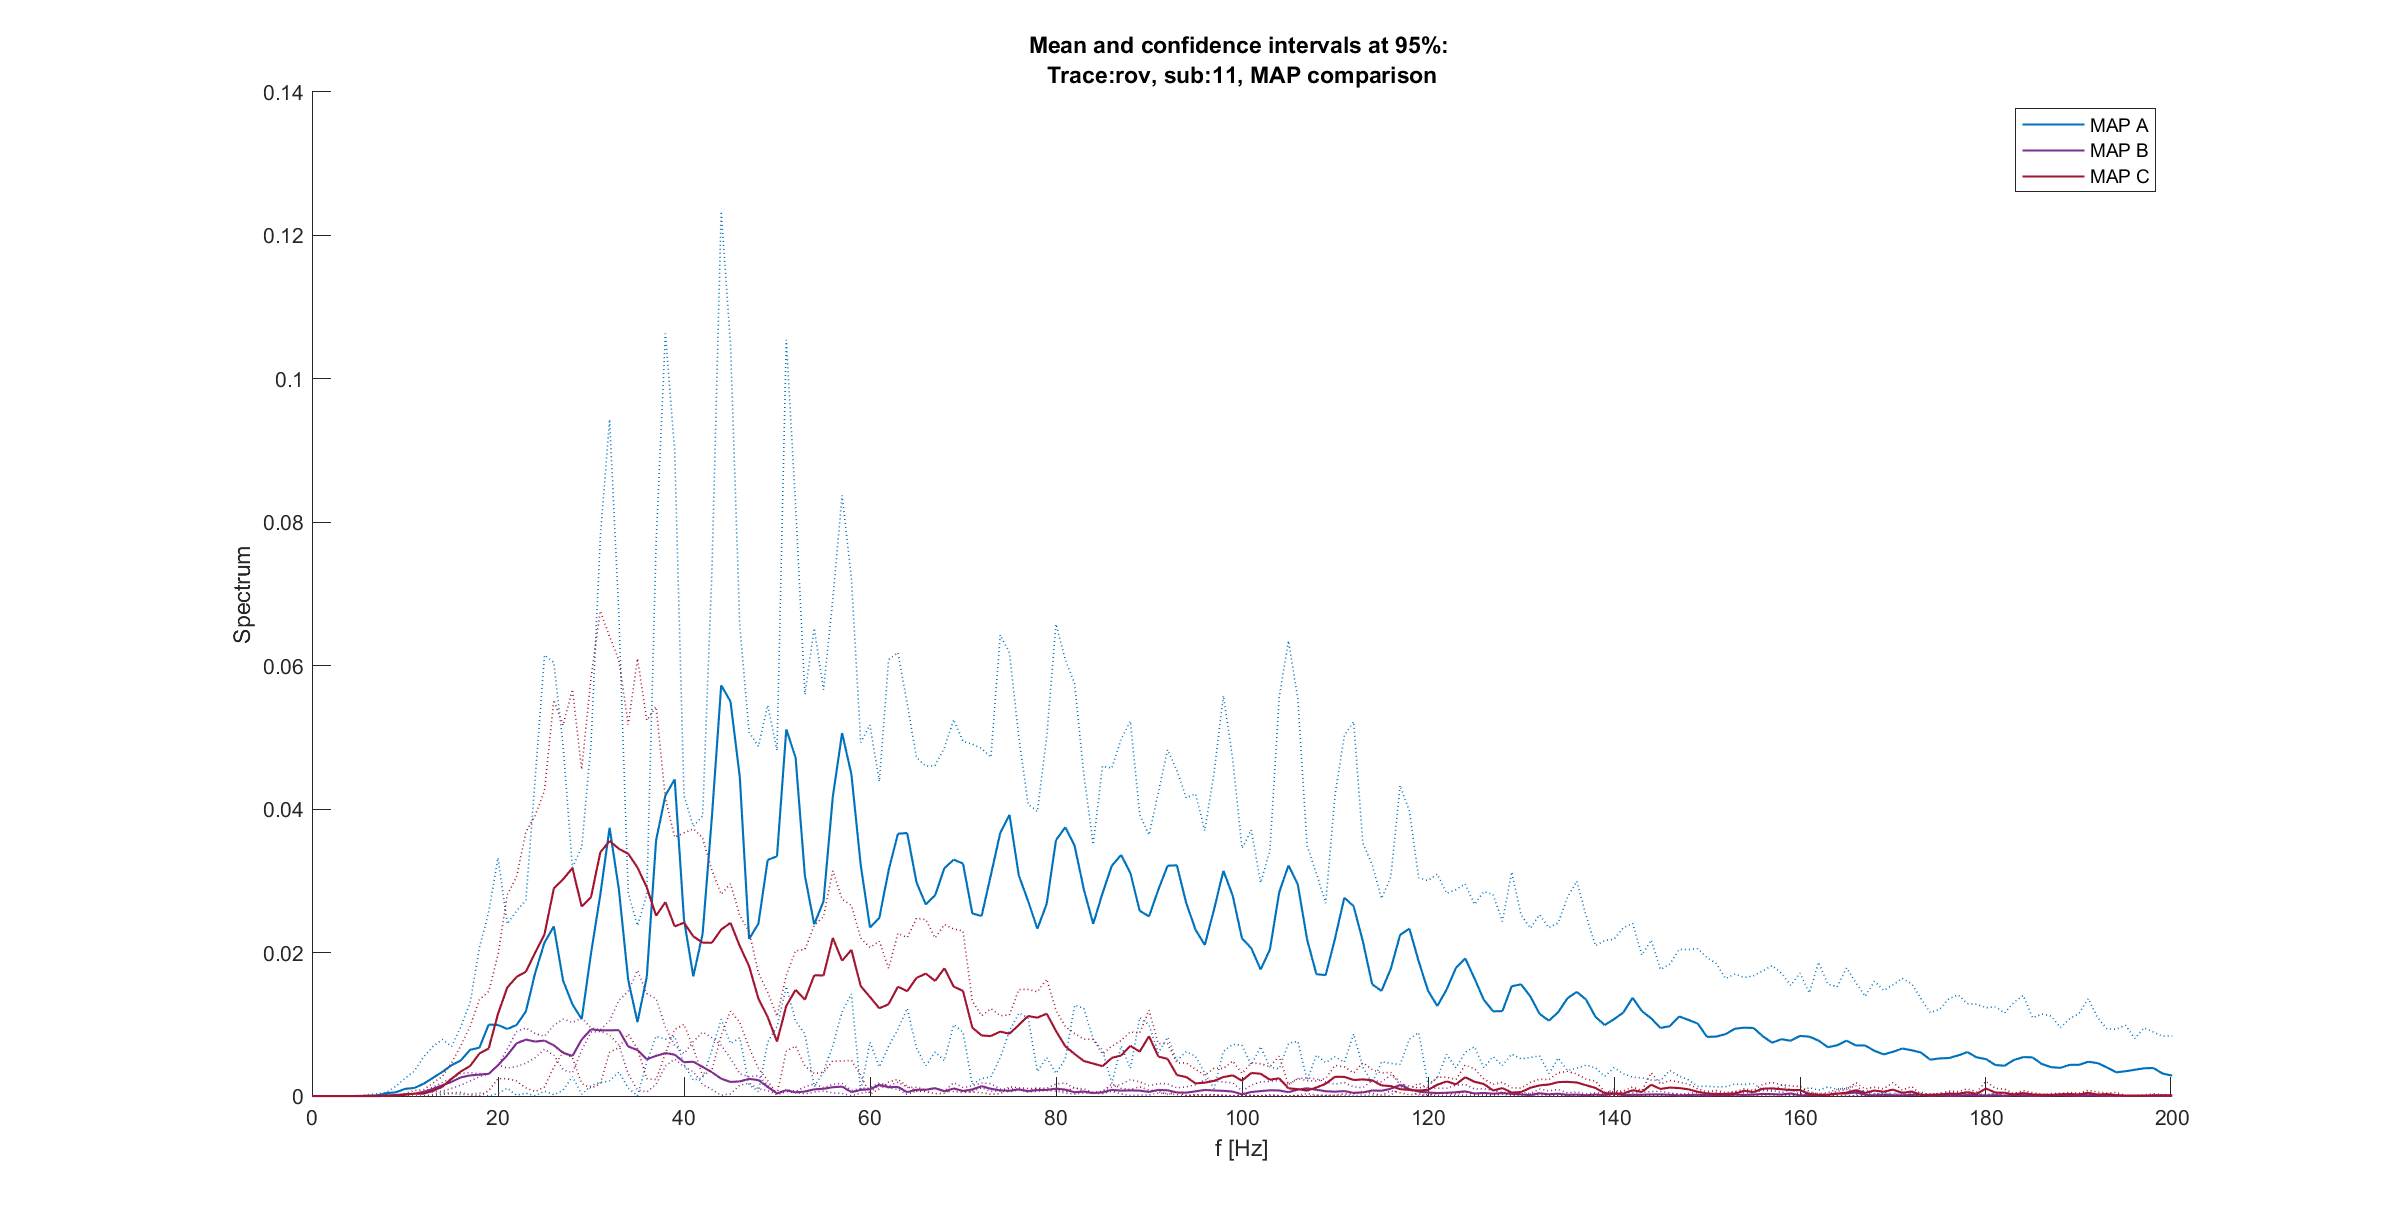 Mean and confidence intervals at 95%:
Trace:rov, sub:11, MAP comparison
MAP A
MAP B
MAP C
Spectrum
0.14
0.12
0.1
0.08
0.06
0.04
0.02
0
0 20 40 60 80 100 120 140 160 180 200
f [Hz]